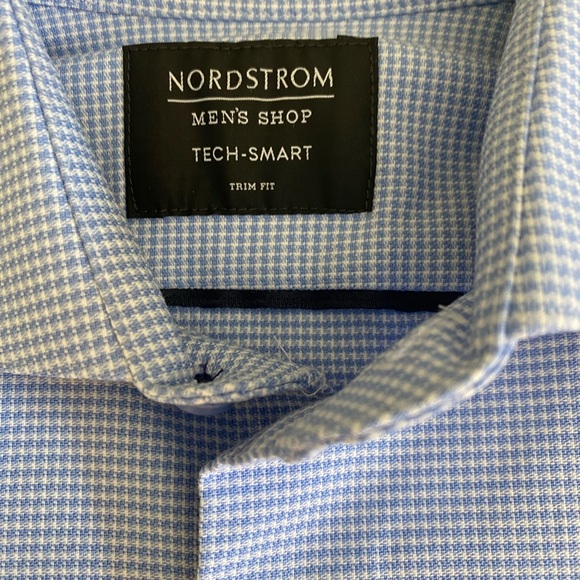 NORDSTROM
MEN'S SHOP
TECH-SMART
TRIM FIT